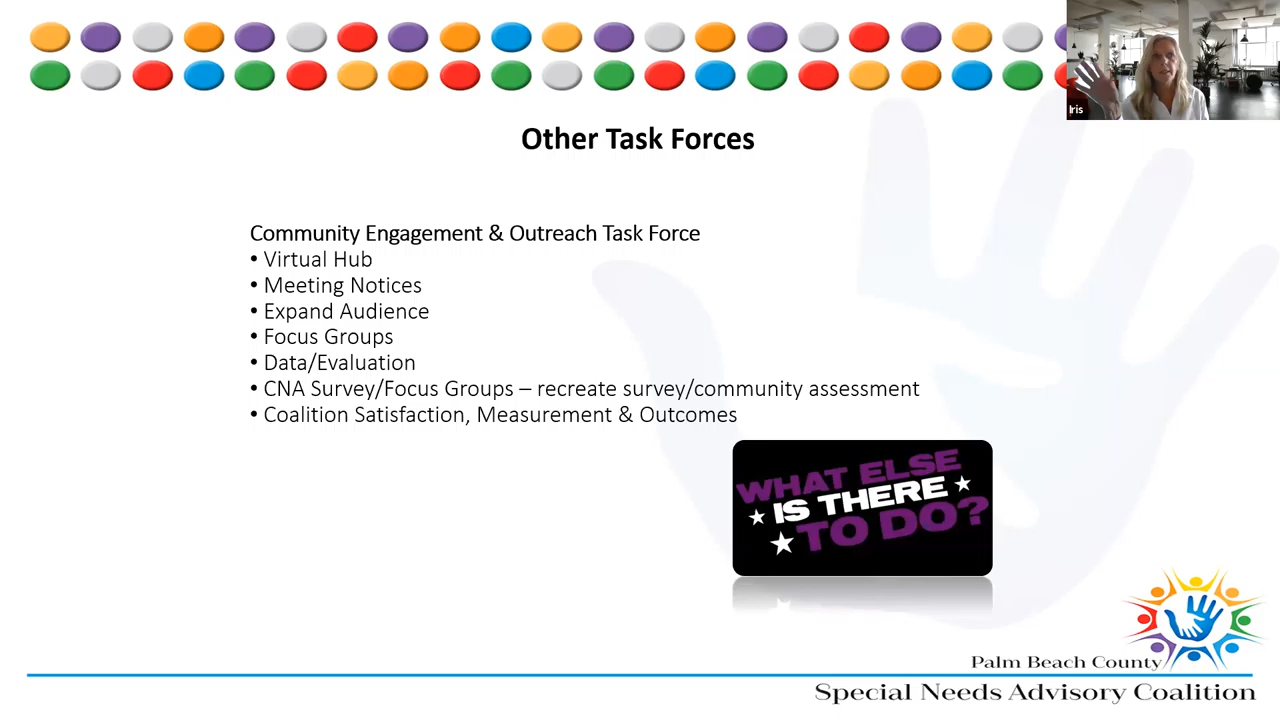 Iris
Other Task Forces
Community Engagement & Outreach Task Force
• Virtual Hub
• Meeting Notices
• Expand Audience
• Focus Groups
• Data/Evaluation
• CNA Survey/Focus Groups – recreate survey/community assessment
• Coalition Satisfaction, Measurement & Outcomes
WHAT ELSE
IS THERE
TO DO?
Palm Beach County
Special Needs Advisory Coalition